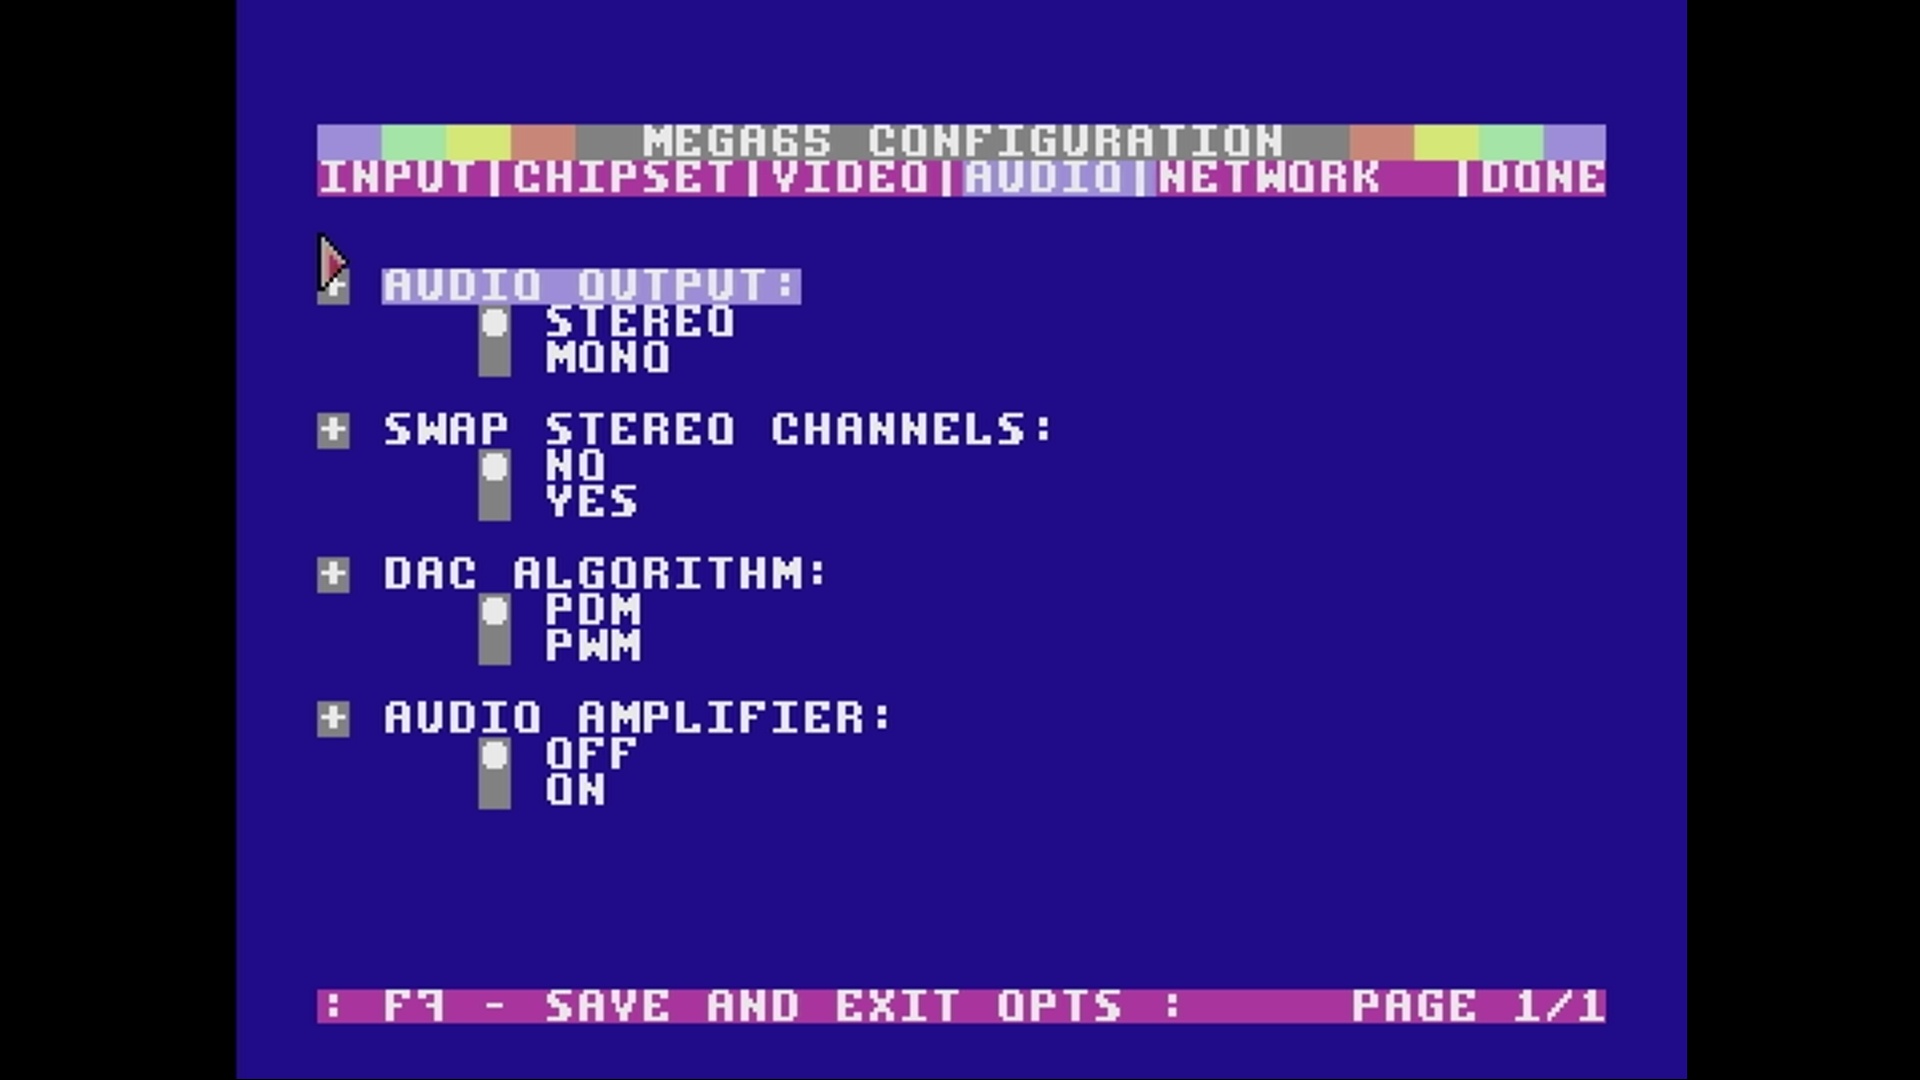 MEGA65 CONFIGURATION
INPUT|CHIPSET|VIDEO|AUDIO|NETWORK |DONE
+ AUDIO OUTPUT:
STEREO
MONO
+ SWAP STEREO CHANNELS:
NO
YES
+ DAC ALGORITHM:
PDM
PWM
+ AUDIO AMPLIFIER:
OFF
ON
: F7 - SAVE AND EXIT OPTS : PAGE 1/1